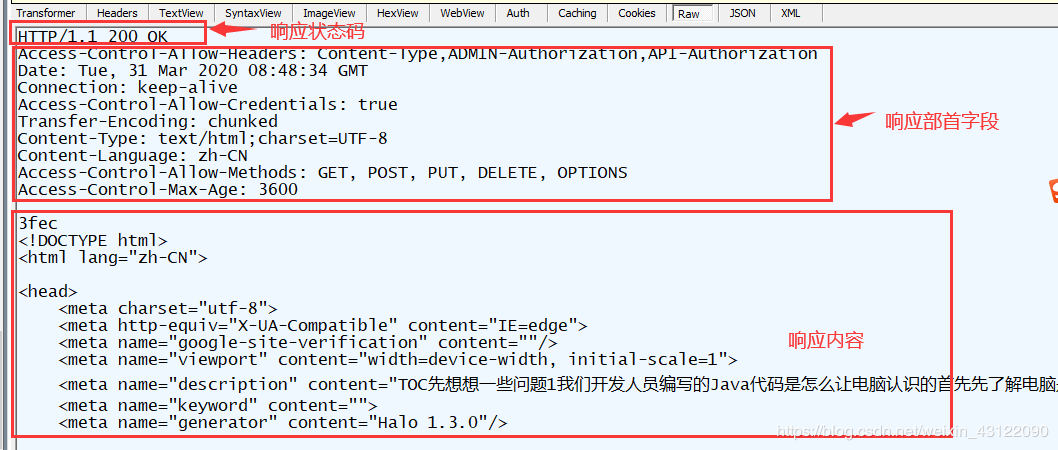 Transformer Headers TextView SyntaxView ImageView HexView WebView Auth Caching Cookies Raw JSON XML
HTTP/1.1 200 OK
响应状态码
Access-Control-Allow-Headers: Content-Type,ADMIN-Authorization,API-Authorization
Date: Tue, 31 Mar 2020 08:48:34 GMT
Connection: keep-alive
Access-Control-Allow-Credentials: true
Transfer-Encoding: chunked
Content-Type: text/html;charset=UTF-8
Content-Language: zh-CN
Access-Control-Allow-Methods: GET, POST, PUT, DELETE, OPTIONS
Access-Control-Max-Age: 3600
响应部首字段
3fec
<!DOCTYPE html>
<html lang="zh-CN">
<head>
<meta charset="utf-8">
<meta http-equiv="X-UA-Compatible" content="IE=edge">
<meta name="google-site-verification" content=""/>
<meta name="viewport" content="width=device-width, initial-scale=1">
<meta name="description" content="TOC先想想一些问题1我们开发人员编写的Java代码是怎么让电脑认识的首先先了解电脑
<meta name="keyword" content="">
<meta name="generator" content="Halo 1.3.0"/>
响应内容
https://blog.csdn.net/weixin_43122090